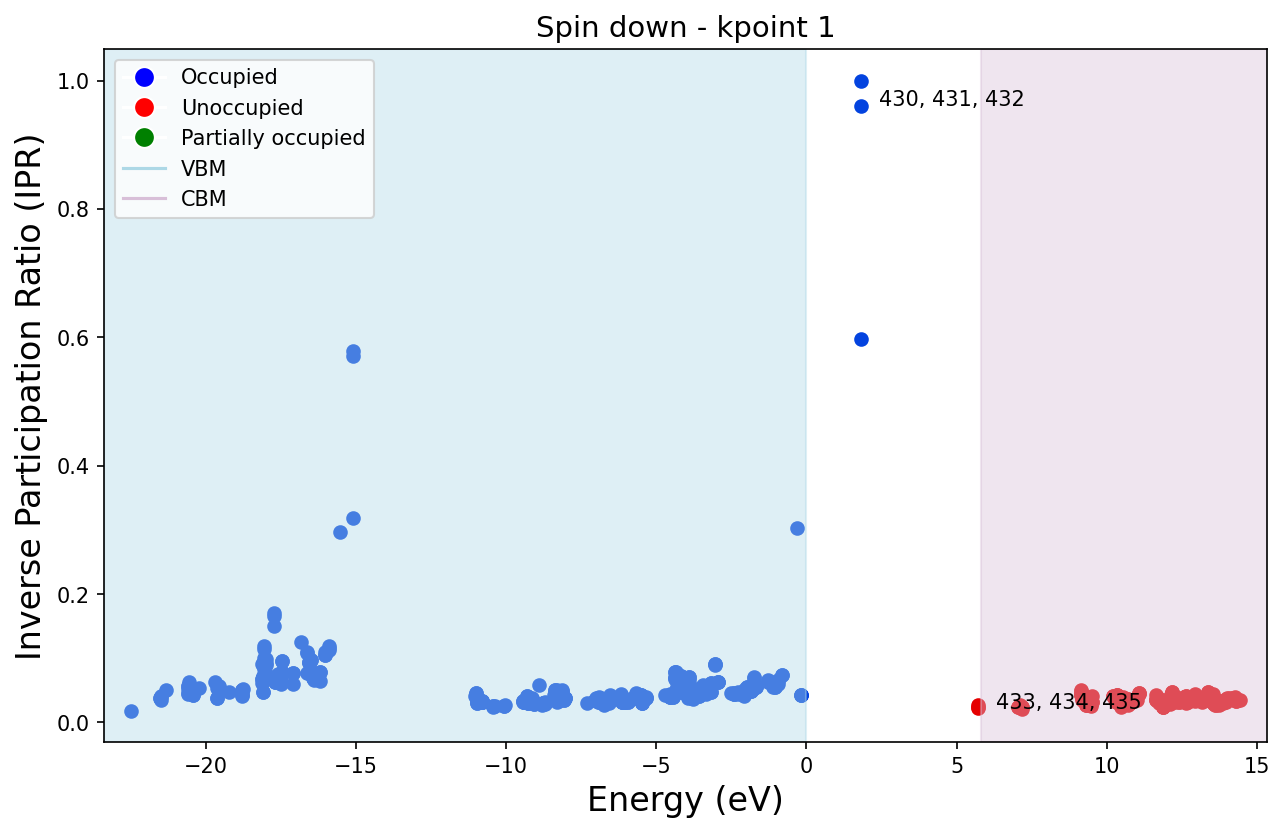 Spin down - kpoint 1
Inverse Participation Ratio (IPR)
1.0
0.8
0.6
0.4
0.2
0.0
Occupied
Unoccupied
Partially occupied
VBM
CBM
430, 431, 432
433, 434, 435
−20
−15
−10
−5
0
5
10
15
Energy (eV)